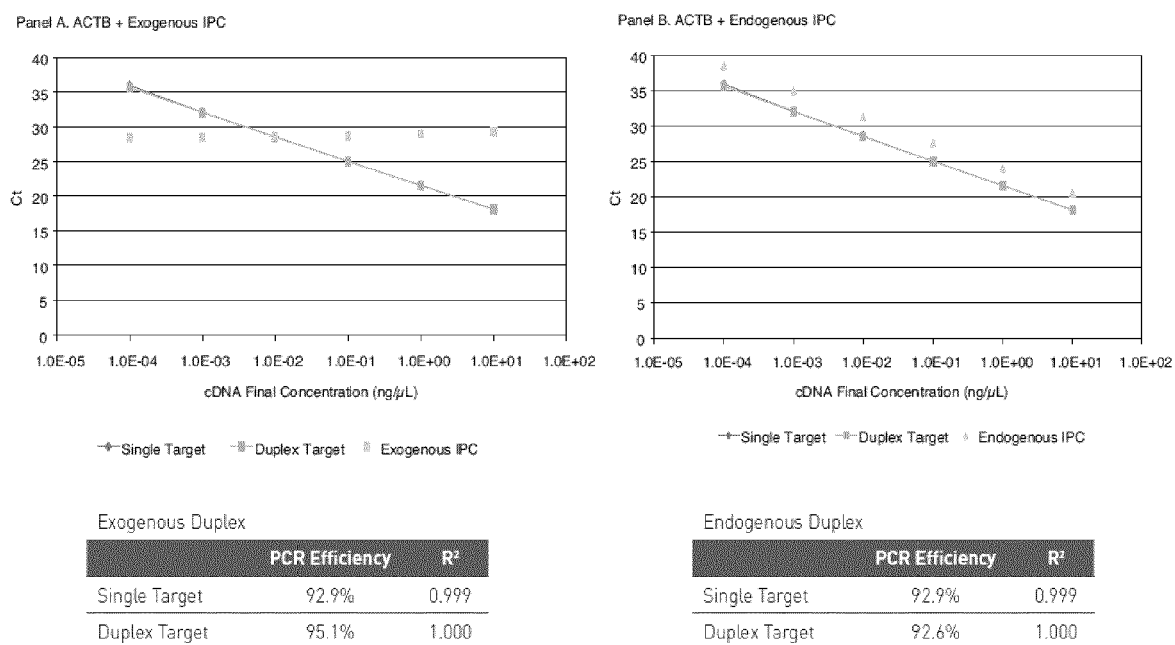 Panel A. ACTB + Exogenous IPC
40
35
30
25
20
15
10
5
0
Ct
1.0E-05 1.0E-04 1.0E-03 1.0E-02 1.0E-01 1.0E+00 1.0E+01 1.0E+02
cDNA Final Concentration (ng/µL)
Single Target Duplex Target Exogenous IPC
Panel B. ACTB + Endogenous IPC
40
35
30
25
20
15
10
5
0
Ct
1.0E-05 1.0E-04 1.0E-03 1.0E-02 1.0E-01 1.0E+00 1.0E+01 1.0E+02
cDNA Final Concentration (ng/µL)
Single Target Duplex Target Endogenous IPC
Exogenous Duplex
PCR Efficiency R²
Single Target 92.9% 0.999
Duplex Target 95.1% 1.000
Endogenous Duplex
PCR Efficiency R²
Single Target 92.9% 0.999
Duplex Target 92.6% 1.000